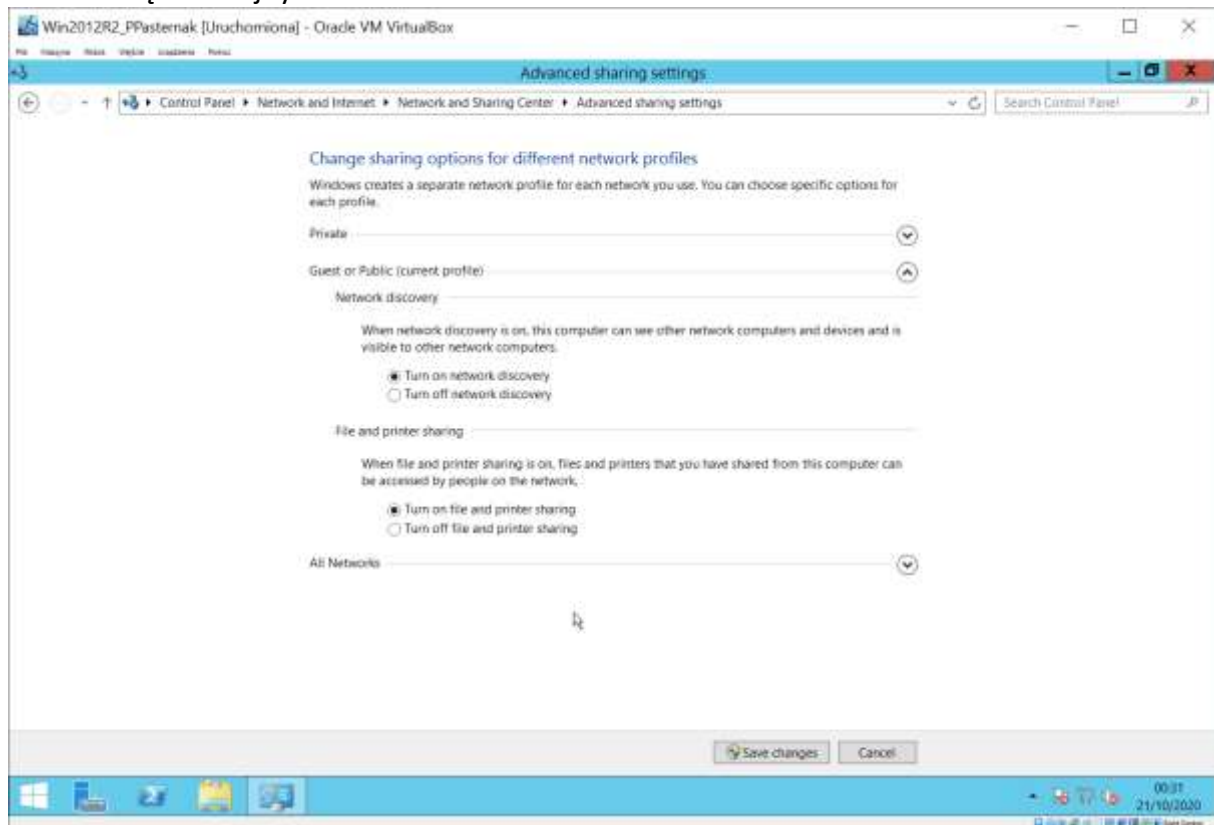 Win2012R2_PPasternak [Uruchomiona] - Oracle VM VirtualBox
Advanced sharing settings
Control Panel ▸ Network and Internet ▸ Network and Sharing Center ▸ Advanced sharing settings
Search Control Panel
Change sharing options for different network profiles
Windows creates a separate network profile for each network you use. You can choose specific options for
each profile.
Private
Guest or Public (current profile)
Network discovery
When network discovery is on, this computer can see other network computers and devices and is
visible to other network computers.
Turn on network discovery
Turn off network discovery
File and printer sharing
When file and printer sharing is on, files and printers that you have shared from this computer can
be accessed by people on the network.
Turn on file and printer sharing
Turn off file and printer sharing
All Networks
Save changes
Cancel
00:31
21/10/2020